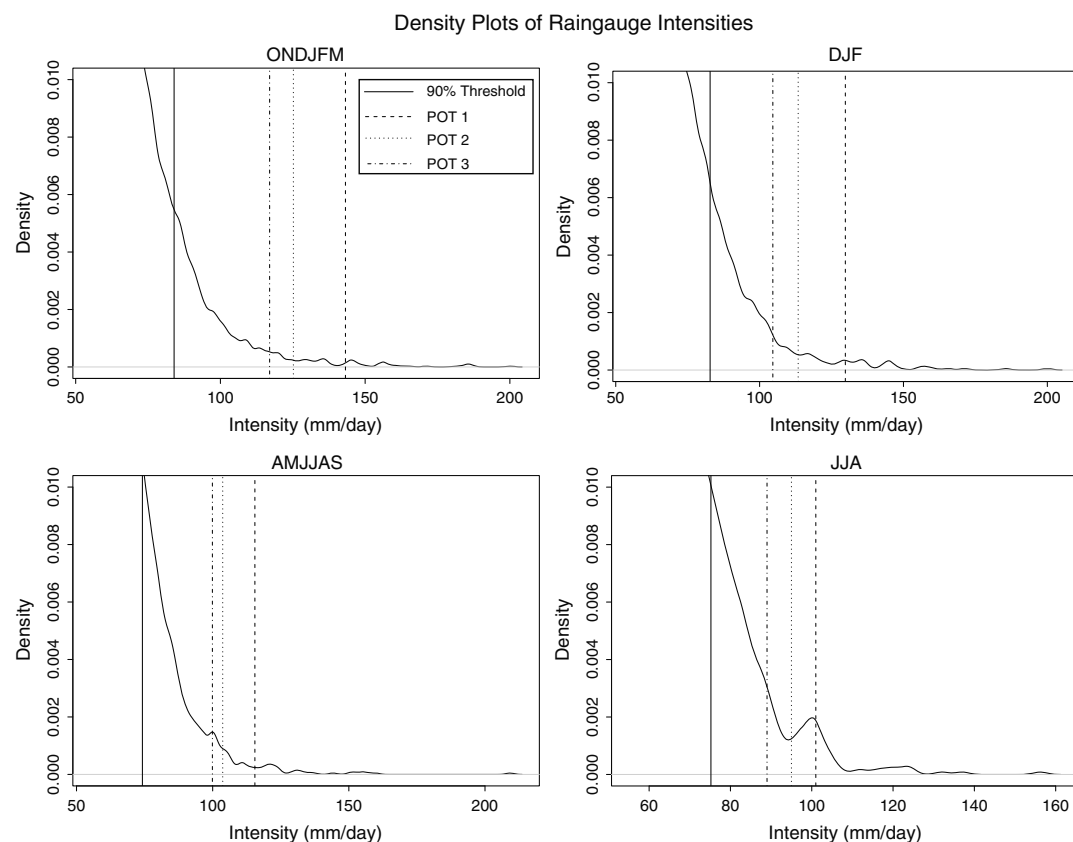 Density Plots of Raingauge Intensities
ONDJFM
Density
0.000 0.002 0.004 0.006 0.008 0.010
90% Threshold
POT 1
POT 2
POT 3
50 100 150 200
Intensity (mm/day)
DJF
Density
0.000 0.002 0.004 0.006 0.008 0.010
50 100 150 200
Intensity (mm/day)
AMJJAS
Density
0.000 0.002 0.004 0.006 0.008 0.010
50 100 150 200
Intensity (mm/day)
JJA
Density
0.000 0.002 0.004 0.006 0.008 0.010
60 80 100 120 140 160
Intensity (mm/day)